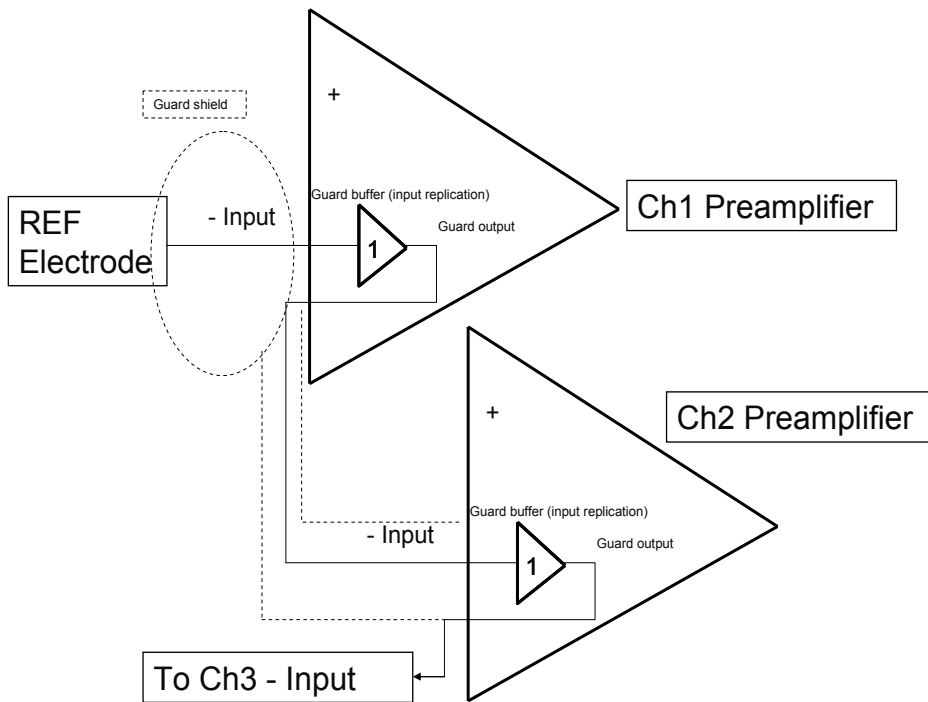 Guard shield
+
Guard buffer (input replication)
REF
Electrode
- Input
1
Guard output
Ch1 Preamplifier
+
Ch2 Preamplifier
Guard buffer (input replication)
- Input
1
Guard output
To Ch3 - Input